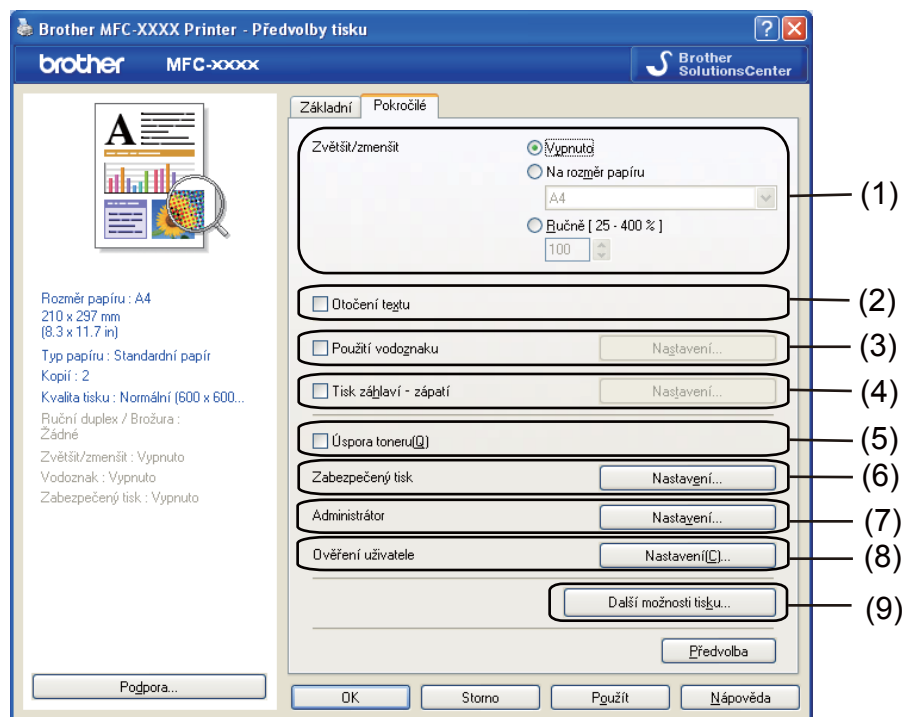 Brother MFC-XXXX Printer - Předvolby tisku
brother MFC-xxxx
Brother
SolutionsCenter
Základní Pokročilé
A
Zvětšit/zmenšit
Vypnuto
Na rozměr papíru
A4
Ručně [ 25 - 400 % ]
100
(1)
Otočení textu
(2)
Použití vodoznaku Nastavení...
(3)
Tisk záhlaví - zápatí Nastavení...
(4)
Úspora toneru(Q)
(5)
Zabezpečený tisk Nastavení...
(6)
Administrátor Nastavení...
(7)
Ověření uživatele Nastavení(C)...
(8)
Další možnosti tisku...
(9)
Předvolba
Rozměr papíru : A4
210 x 297 mm
(8.3 x 11.7 in)
Typ papíru : Standardní papír
Kopií : 2
Kvalita tisku : Normální (600 x 600...
Ruční duplex / Brožura :
Žádné
Zvětšit/zmenšit : Vypnuto
Vodoznak : Vypnuto
Zabezpečený tisk : Vypnuto
Podpora...
OK Storno Použít Nápověda